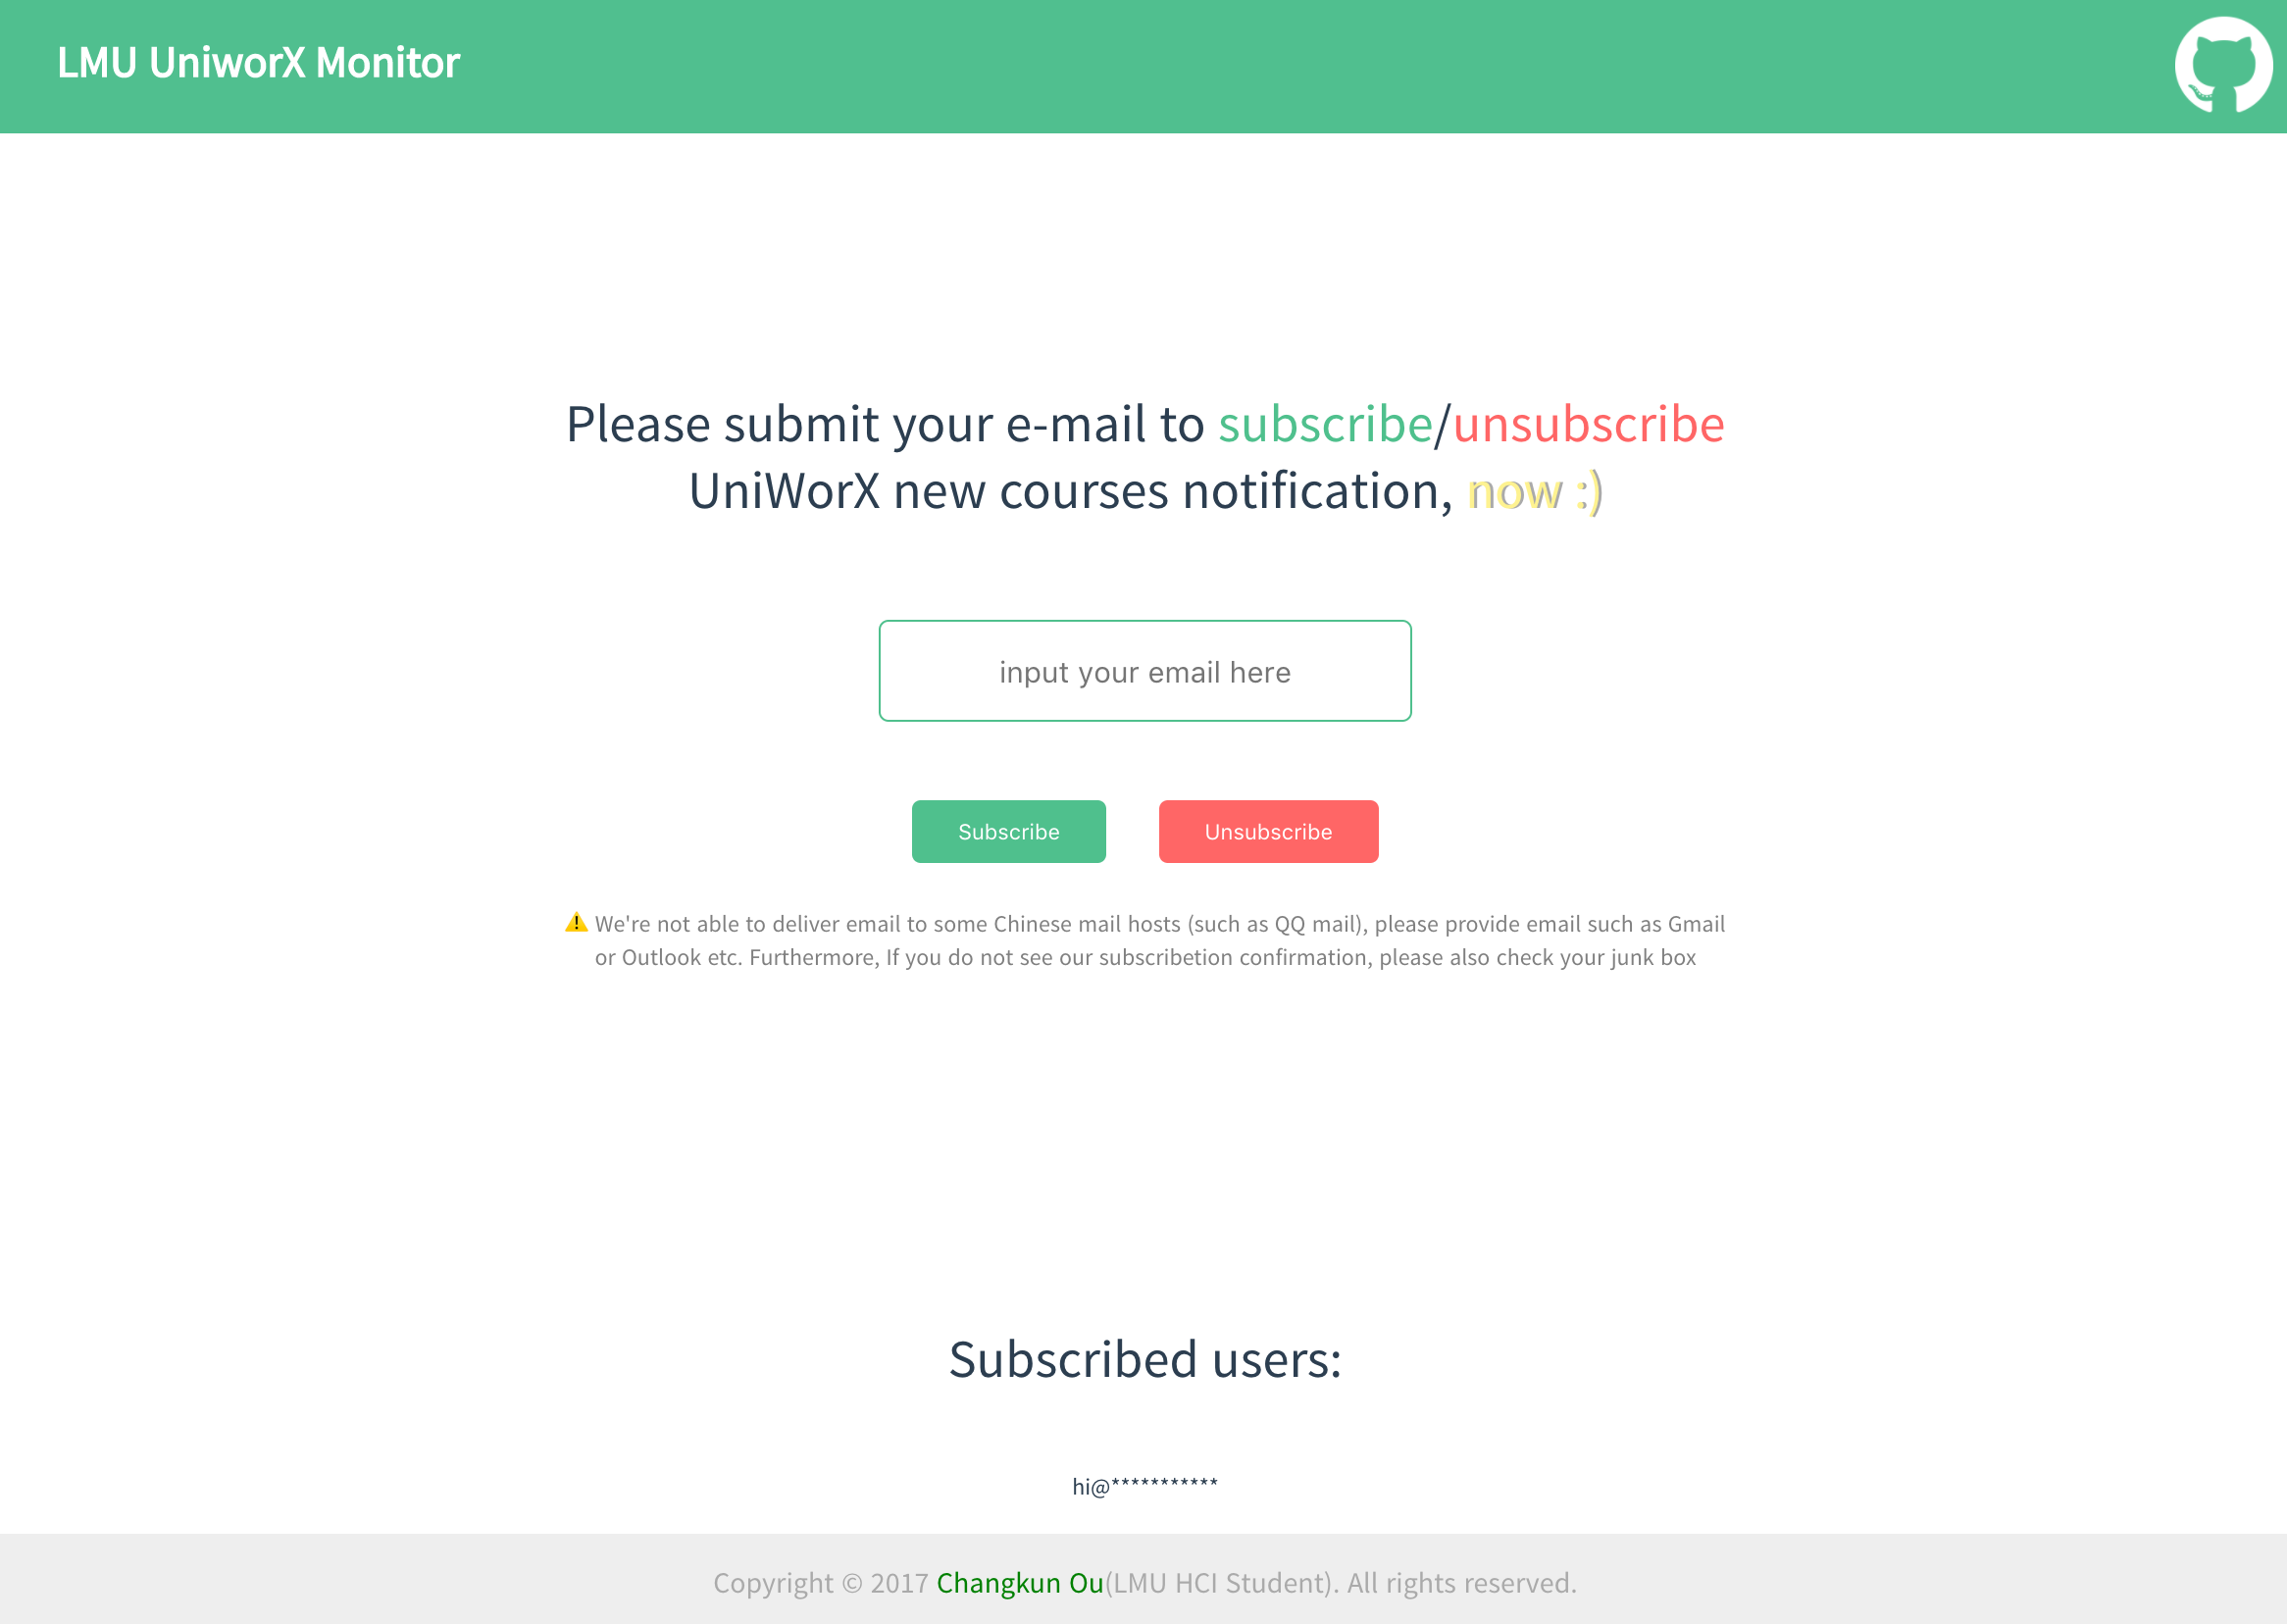 LMU UniworX Monitor
Please submit your e-mail to subscribe/unsubscribe
UniWorX new courses notification, now :)
input your email here
Subscribe
Unsubscribe
⚠️ We're not able to deliver email to some Chinese mail hosts (such as QQ mail), please provide email such as Gmail
or Outlook etc. Furthermore, If you do not see our subscribetion confirmation, please also check your junk box
Subscribed users:
hi@***********
Copyright © 2017 Changkun Ou(LMU HCI Student). All rights reserved.